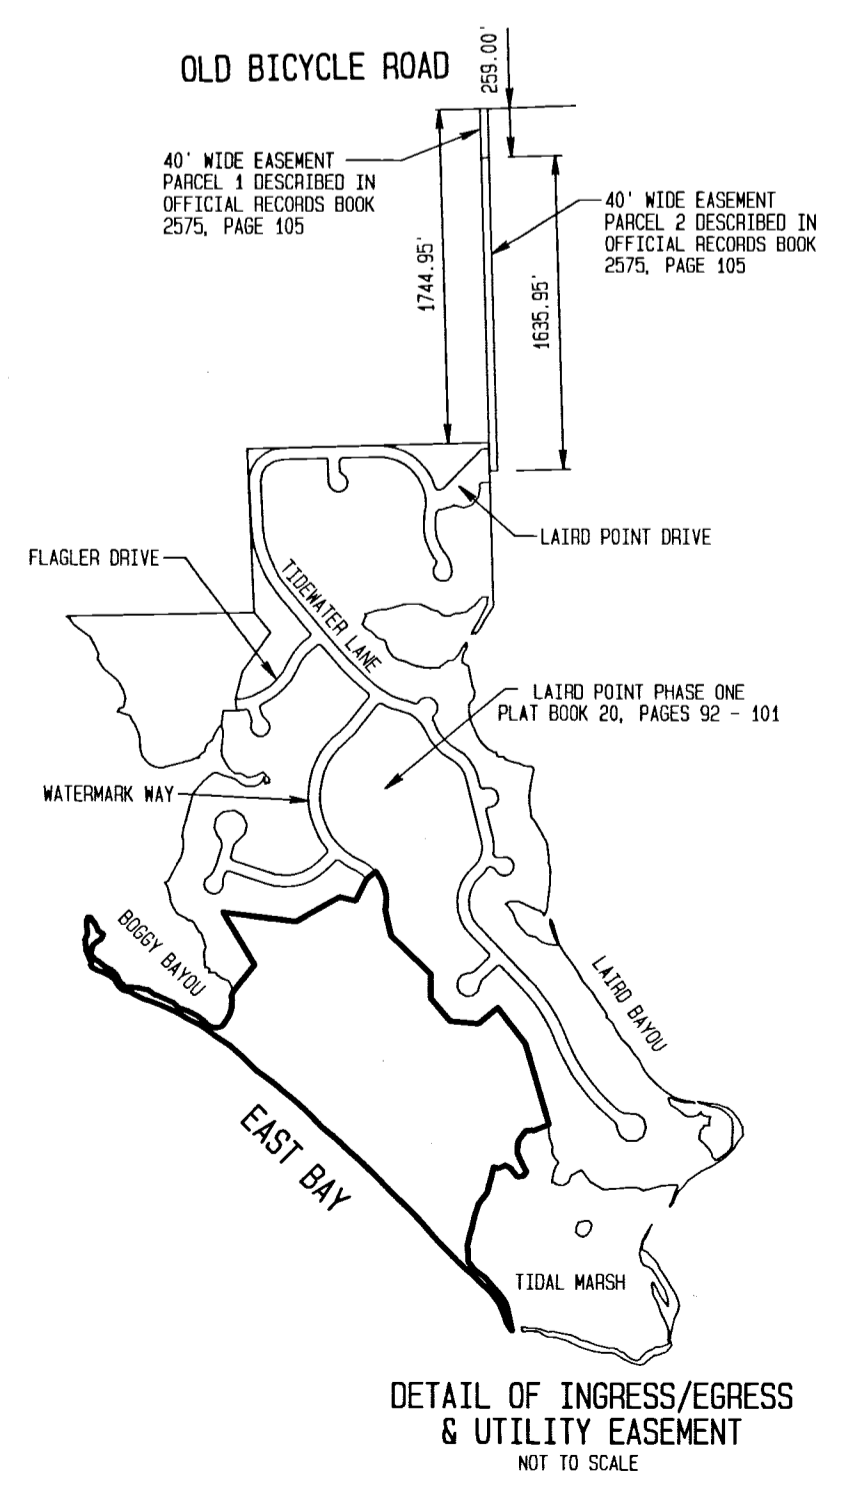 259.00'
OLD BICYCLE ROAD
40' WIDE EASEMENT
PARCEL 1 DESCRIBED IN
OFFICIAL RECORDS BOOK
2575, PAGE 105
40' WIDE EASEMENT
PARCEL 2 DESCRIBED IN
OFFICIAL RECORDS BOOK
2575, PAGE 105
1744.95'
1635.95'
LAIRD POINT DRIVE
FLAGLER DRIVE
TIDEWATER LANE
LAIRD POINT PHASE ONE
PLAT BOOK 20, PAGES 92 - 101
WATERMARK WAY
BOGGY BAYOU
LAIRD BAYOU
EAST BAY
TIDAL MARSH
DETAIL OF INGRESS/EGRESS
& UTILITY EASEMENT
NOT TO SCALE